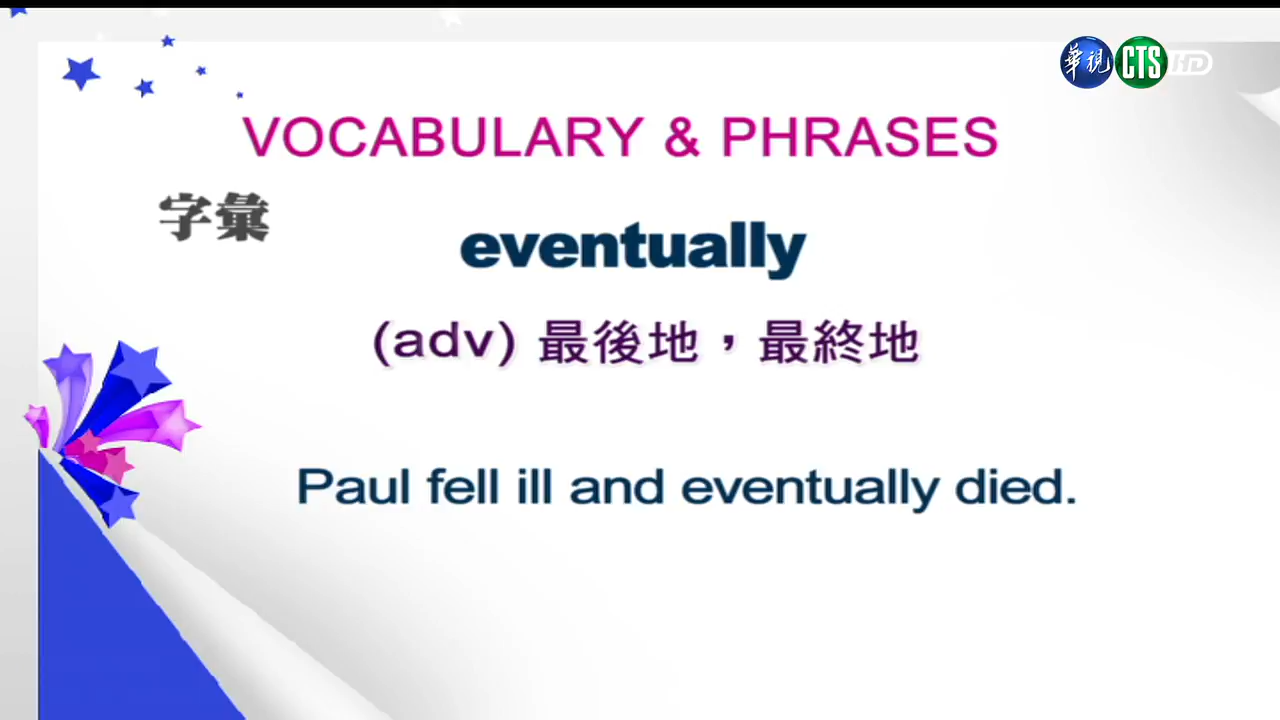 華視 CTS HD
VOCABULARY & PHRASES
字彙
eventually
(adv) 最後地，最終地
Paul fell ill and eventually died.